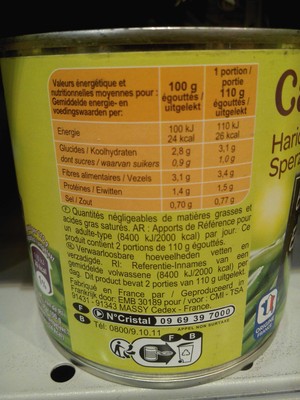 Valeurs énergétique et
nutritionnelles moyennes pour :
Gemiddelde energie- en
voedingswaarden per:
100 g
égouttés /
uitgelekt
1 portion /
portie
110 g
égouttés /
uitgelekt
Energie
100 kJ
24 kcal
110 kJ
26 kcal
Glucides / Koolhydraten 2,8 g 3,1 g
dont sucres / waarvan suikers 0,9 g 1,0 g
Fibres alimentaires / Vezels 3,1 g 3,4 g
Protéines / Eiwitten 1,4 g 1,5 g
Sel / Zout 0,70 g 0,77 g
Quantités négligeables de matières grasses et
acides gras saturés. AR : Apports de Référence pour
un adulte-type (8400 kJ/2000 kcal) par jour. Ce
produit contient 2 portions de 110 g égouttés.
Verwaarloosbare hoeveelheden vetten en
verzadigde. RI: Referentie-Innames van een
gemiddelde volwassene (8400 kJ/2000 kcal) per
dag. Dit product bevat 2 porties van 110 g uitgelekt.
Fabriqué en France par / Geproduceerd in
Frankrijk door: EMB 30189 pour / voor : CMI - TSA
91431 - 91343 MASSY Cedex - France.
F
B
N°Cristal 09 69 39 7000
APPEL NON SURTAXÉ
Tél: 0800/9.10.11
F B
Ca
Haric